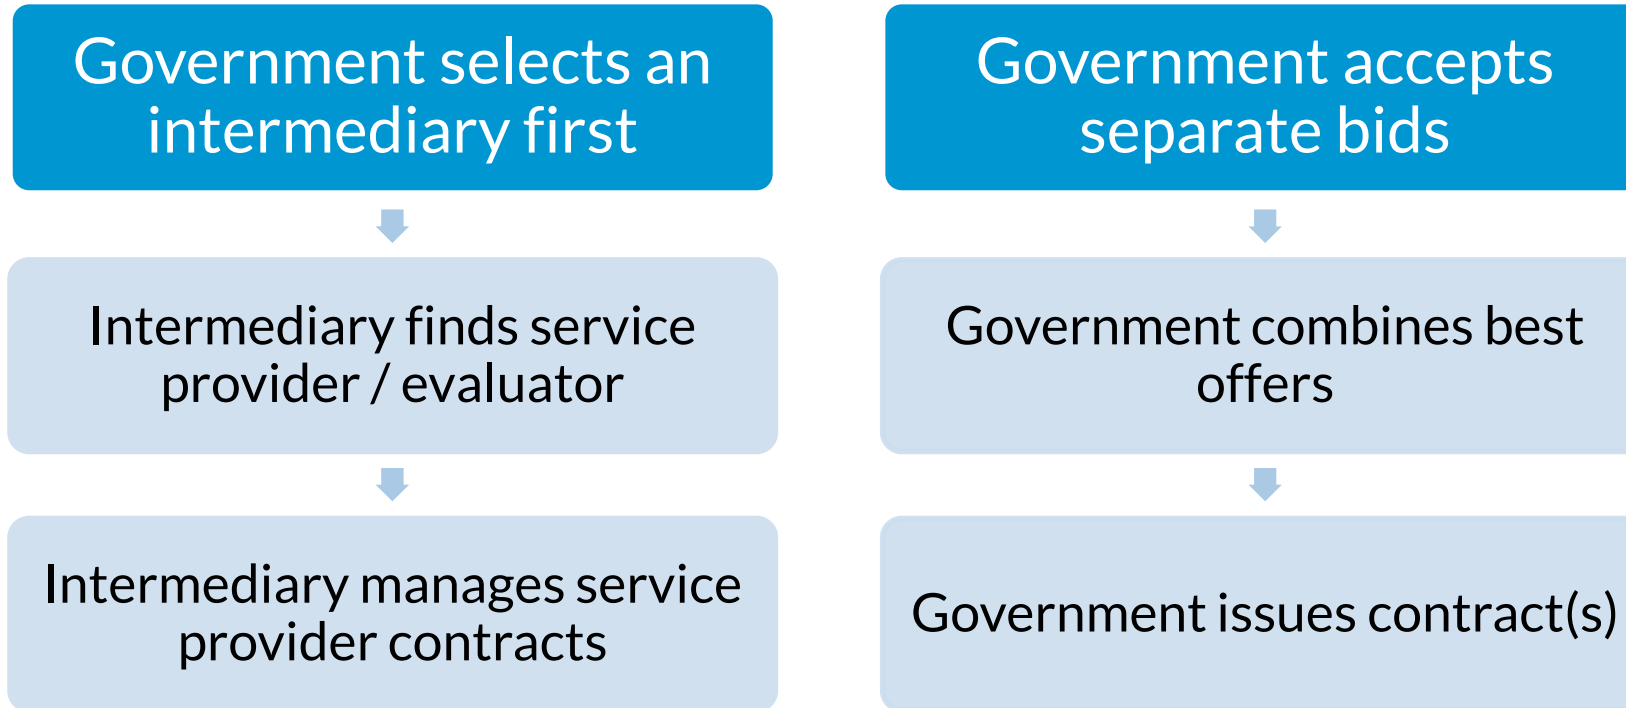 Government selects an
intermediary first
Intermediary finds service
provider / evaluator
Intermediary manages service
provider contracts
Government accepts
separate bids
Government combines best
offers
Government issues contract(s)